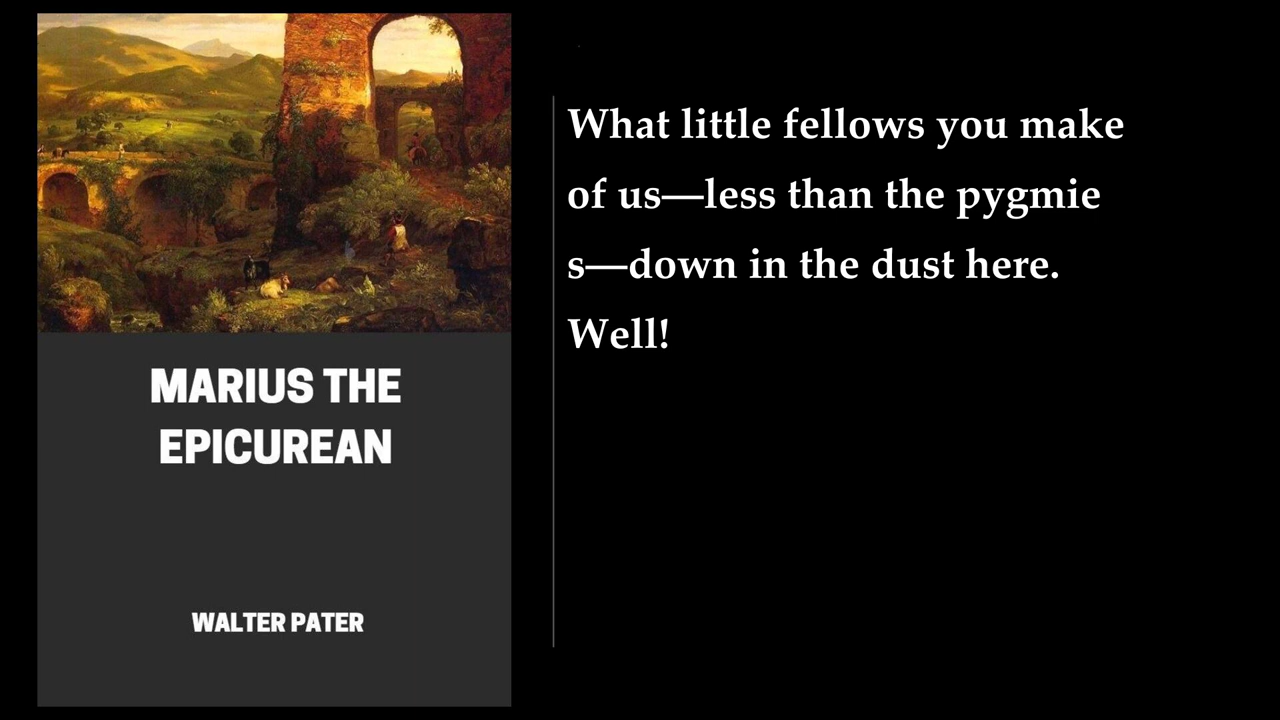 MARIUS THE
EPICUREAN
WALTER PATER
What little fellows you make
of us—less than the pygmie
s—down in the dust here.
Well!